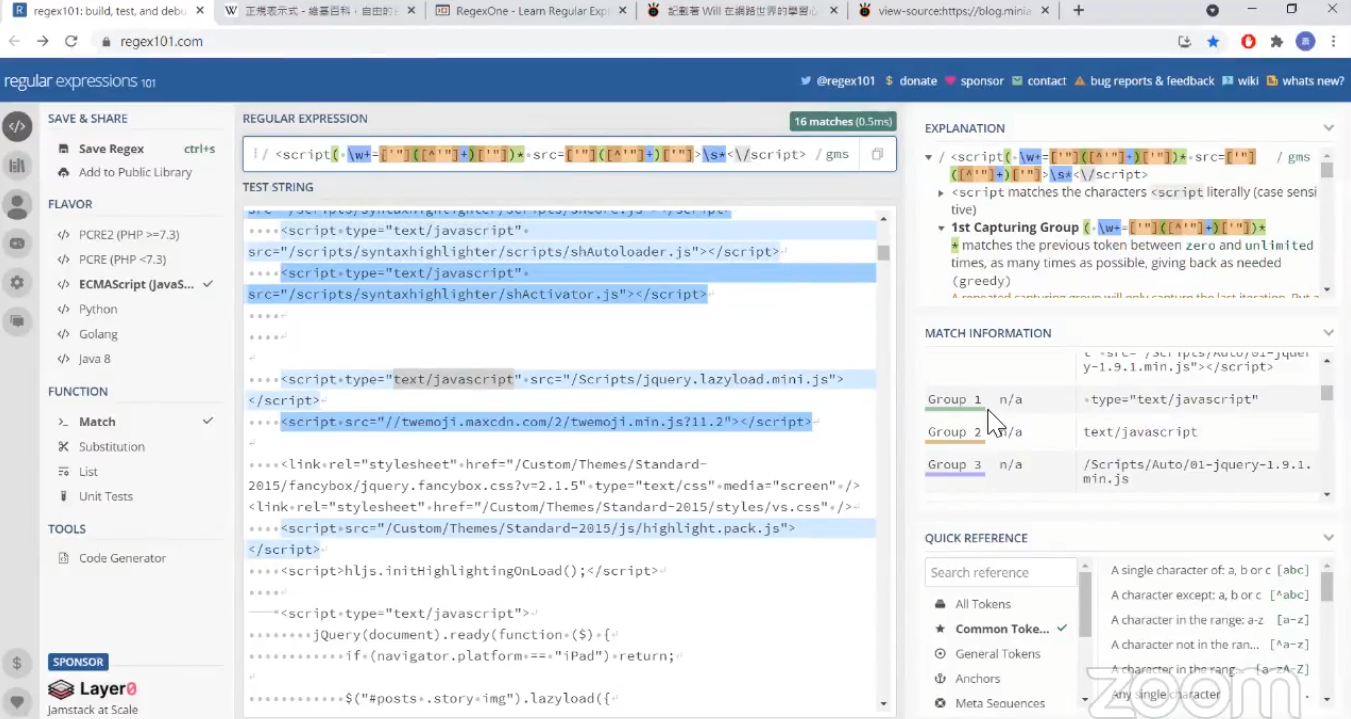 regex101: build, test, and debu
正規表示式 - 維基百科，自由的
RegexOne - Learn Regular Exp
記載著 Will 在網路世界的學習心
view-source:https://blog.minia
regex101.com
regular expressions 101
@regex101 $ donate sponsor contact bug reports & feedback wiki whats new?
SAVE & SHARE
Save Regex ctrl+s
Add to Public Library
FLAVOR
</> PCRE2 (PHP >=7.3)
</> PCRE (PHP <7.3)
</> ECMAScript (JavaS...
</> Python
</> Golang
</> Java 8
FUNCTION
>_ Match
Substitution
List
Unit Tests
TOOLS
Code Generator
SPONSOR
Layer0
Jamstack at Scale
REGULAR EXPRESSION
16 matches (0.5ms)
/ <script(·\w+=['"]([^'"]+)['"])*·src=['"]([^'"]+)['"]>\s*<\/script> / gms
TEST STRING
src="/scripts/syntaxhighlighter/scripts/shCore.js"></script>
····<script·type="text/javascript"·
src="/scripts/syntaxhighlighter/scripts/shAutoloader.js"></script>
····<script·type="text/javascript"·
src="/scripts/syntaxhighlighter/shActivator.js"></script>
····
····
····<script·type="text/javascript"·src="/Scripts/jquery.lazyload.mini.js">
</script>
····<script·src="//twemoji.maxcdn.com/2/twemoji.min.js?11.2"></script>
····<link·rel="stylesheet"·href="/Custom/Themes/Standard-
2015/fancybox/jquery.fancybox.css?v=2.1.5"·type="text/css"·media="screen"·/>
<link·rel="stylesheet"·href="/Custom/Themes/Standard-2015/styles/vs.css"·/>
····<script·src="/Custom/Themes/Standard-2015/js/highlight.pack.js">
</script>
····<script>hljs.initHighlightingOnLoad();</script>
····
<script·type="text/javascript">
········jQuery(document).ready(function·($)·{
············if·(navigator.platform·==·"iPad")·return;
············$("#posts·.story·img").lazyload({
EXPLANATION
/ <script(·\w+=['"]([^'"]+)['"])*·src=['"] / gms
([^'"]+)['"]>\s*<\/script>
<script matches the characters <script literally (case sensi
tive)
1st Capturing Group (·\w+=['"]([^'"]+)['"])*
* matches the previous token between zero and unlimited
times, as many times as possible, giving back as needed
(greedy)
A repeated capturing group will only capture the last iteration. Put a
MATCH INFORMATION
t"·src="/Scripts/Auto/01-jquer
y-1.9.1.min.js"></script>
Group 1 n/a ·type="text/javascript"
Group 2 n/a text/javascript
Group 3 n/a /Scripts/Auto/01-jquery-1.9.1.
min.js
QUICK REFERENCE
Search reference
All Tokens
Common Toke...
General Tokens
Anchors
Meta Sequences
A single character of: a, b or c [abc]
A character except: a, b or c [^abc]
A character in the range: a-z [a-z]
A character not in the ran... [^a-z]
A character in the rang... [a-zA-Z]
Any single character .
zoom